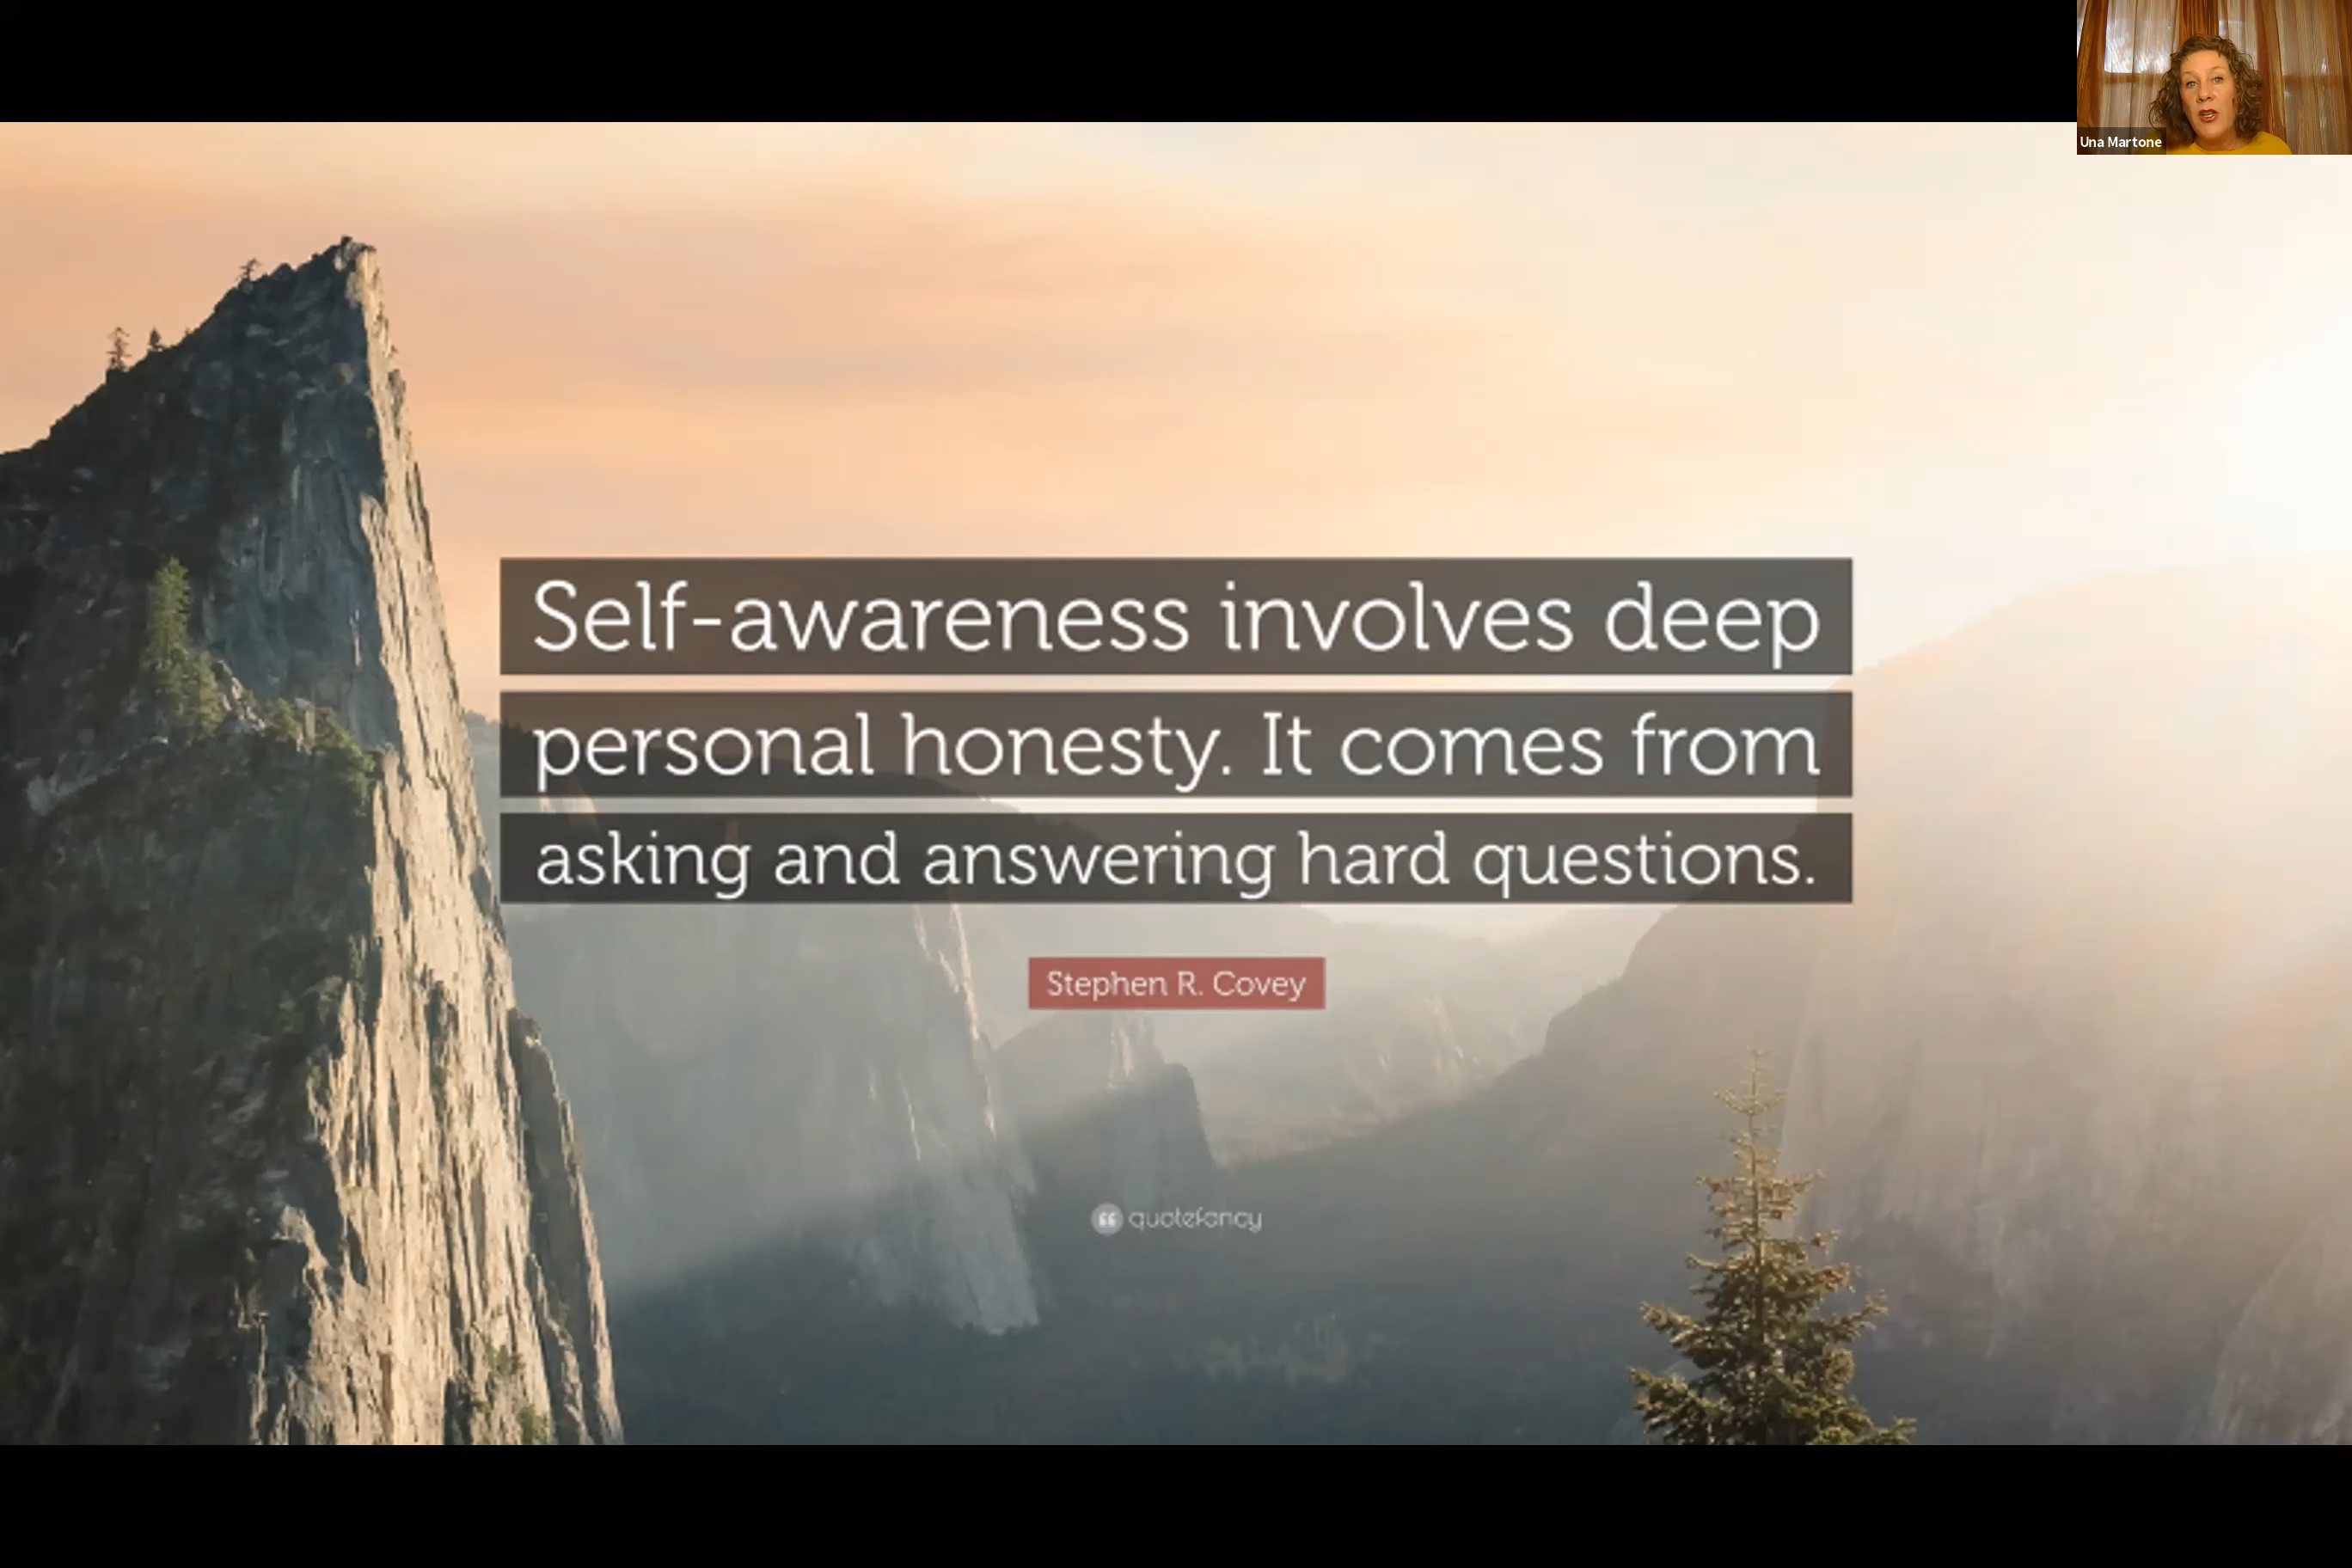 Una Martone
Self-awareness involves deep
personal honesty. It comes from
asking and answering hard questions.
Stephen R. Covey
quotefancy